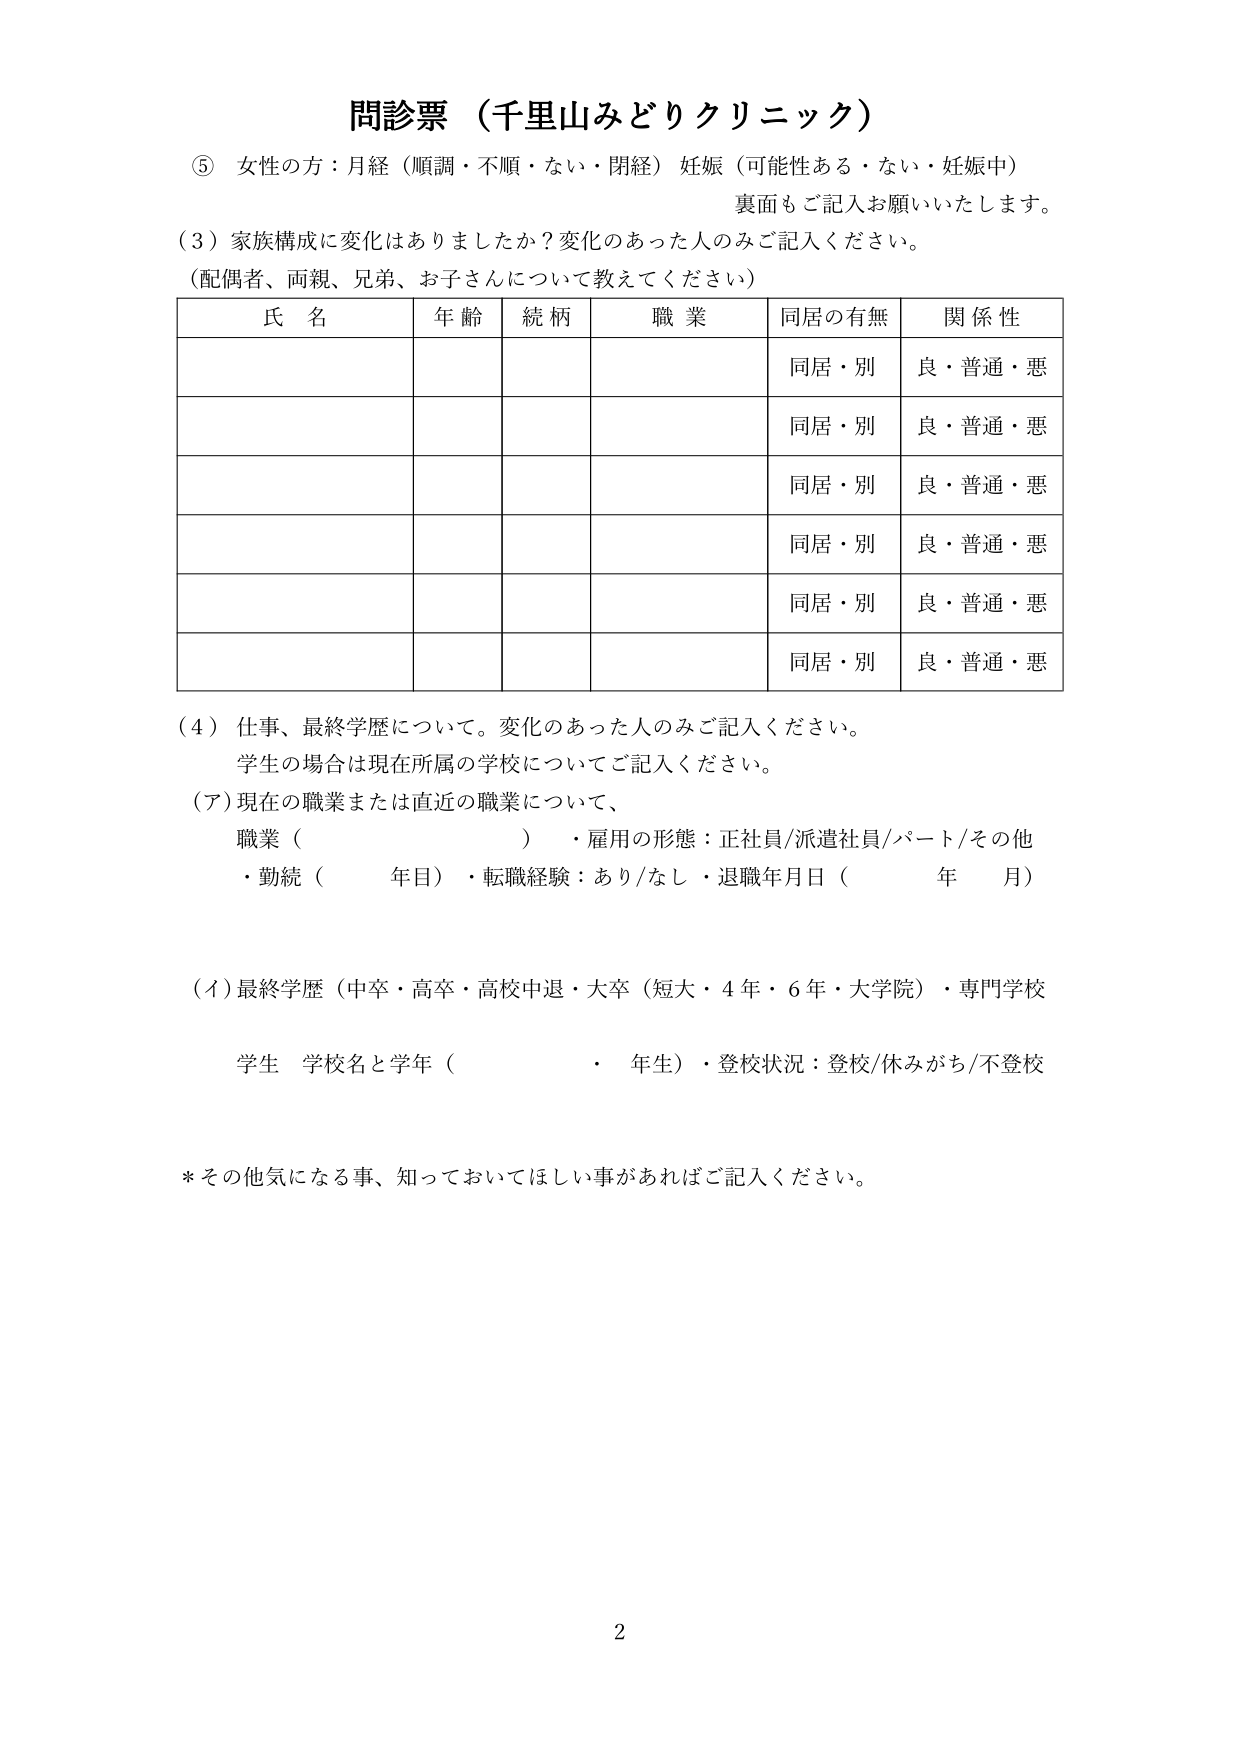 問診票 （千里山みどりクリニック）
⑤　女性の方：月経（順調・不順・ない・閉経） 妊娠（可能性ある・ない・妊娠中）
裏面もご記入お願いいたします。
（3）家族構成に変化はありましたか？変化のあった人のみご記入ください。
（配偶者、両親、兄弟、お子さんについて教えてください）
氏　名　年 齢　続 柄　職 業　同居の有無　関 係 性
同居・別　良・普通・悪
同居・別　良・普通・悪
同居・別　良・普通・悪
同居・別　良・普通・悪
同居・別　良・普通・悪
同居・別　良・普通・悪
（4） 仕事、最終学歴について。変化のあった人のみご記入ください。
学生の場合は現在所属の学校についてご記入ください。
（ア）現在の職業または直近の職業について、
職業（　　　　　　　　　　） ・雇用の形態：正社員/派遣社員/パート/その他
・勤続（　　　年目）・転職経験：あり/なし ・退職年月日（　　　　年　　月）
（イ）最終学歴（中卒・高卒・高校中退・大卒（短大・４年・６年・大学院）・専門学校
学生　学校名と学年（　　　　　　・　年生）・登校状況：登校/休みがち/不登校
＊その他気になる事、知っておいてほしい事があればご記入ください。
2